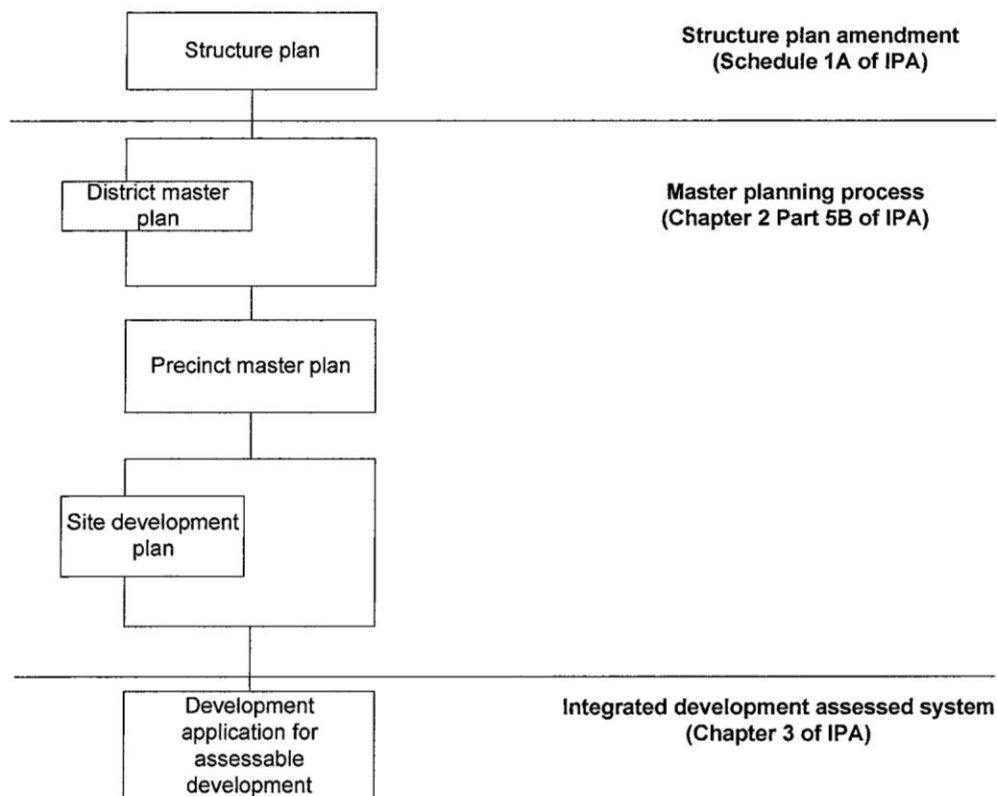 Structure plan
Structure plan amendment
(Schedule 1A of IPA)
District master
plan
Master planning process
(Chapter 2 Part 5B of IPA)
Precinct master plan
Site development
plan
Development
application for
assessable
development
Integrated development assessed system
(Chapter 3 of IPA)